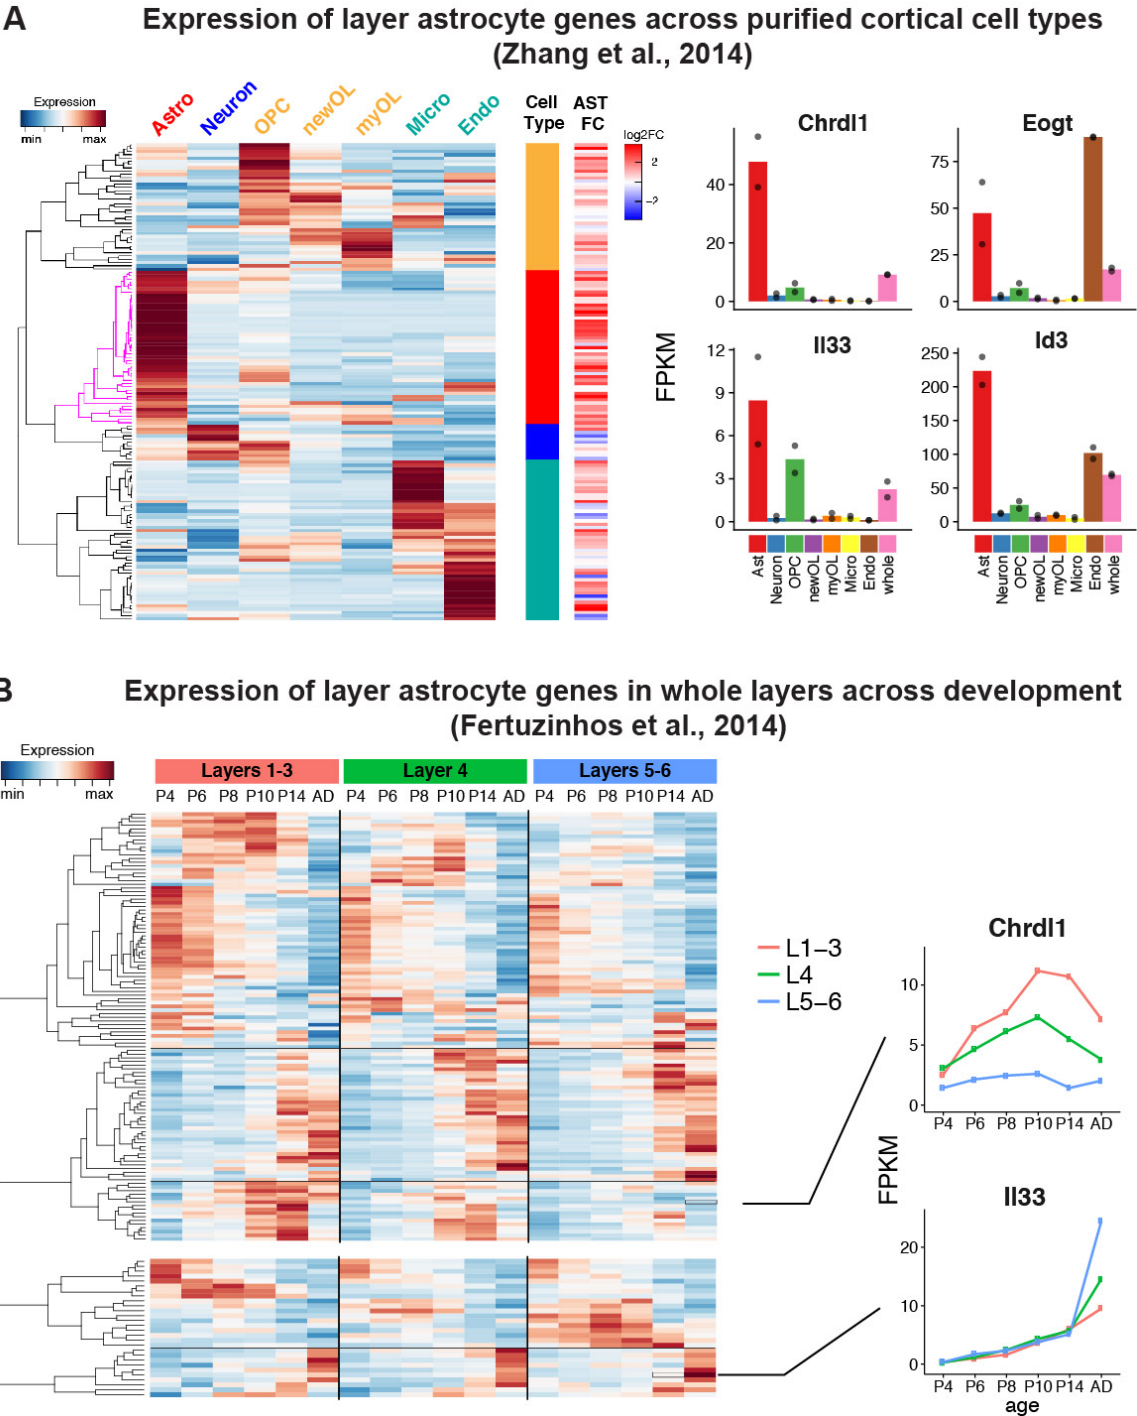 A
Expression of layer astrocyte genes across purified cortical cell types
(Zhang et al., 2014)
Expression
min max
Astro Neuron OPC newOL myOL Micro Endo
Cell Type
AST FC
log2FC
2
−2
Chrdl1
40
20
0
Eogt
75
50
25
0
FPKM
Il33
12
9
6
3
0
Ast Neuron OPC newOL myOL Micro Endo whole
Id3
250
200
150
100
50
0
Ast Neuron OPC newOL myOL Micro Endo whole
B
Expression of layer astrocyte genes in whole layers across development
(Fertuzinhos et al., 2014)
Expression
min max
Layers 1-3 Layer 4 Layers 5-6
P4 P6 P8 P10 P14 AD P4 P6 P8 P10 P14 AD P4 P6 P8 P10 P14 AD
L1−3
L4
L5−6
Chrdl1
10
5
0
P4 P6 P8 P10 P14 AD
FPKM
Il33
20
10
0
P4 P6 P8 P10 P14 AD
age